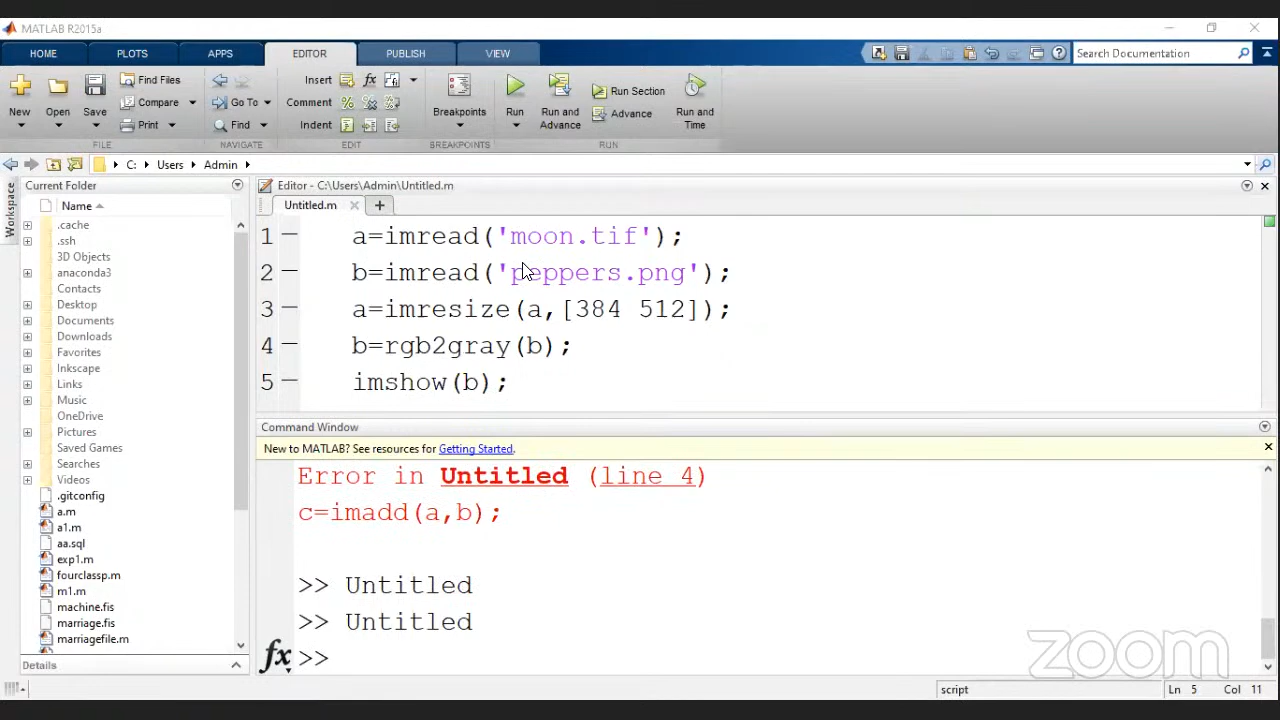 MATLAB R2015a
HOME PLOTS APPS EDITOR PUBLISH VIEW Search Documentation
New Open Save Find Files Compare Print Go To Find Insert Comment Indent Breakpoints Run Run and Advance Run Section Advance Run and Time
FILE NAVIGATE EDIT BREAKPOINTS RUN
C: Users Admin
Workspace
Current Folder
Name
.cache
.ssh
3D Objects
anaconda3
Contacts
Desktop
Documents
Downloads
Favorites
Inkscape
Links
Music
OneDrive
Pictures
Saved Games
Searches
Videos
.gitconfig
a.m
a1.m
aa.sql
exp1.m
fourclassp.m
m1.m
machine.fis
marriage.fis
marriagefile.m
Details
Editor - C:\Users\Admin\Untitled.m
Untitled.m
1 a=imread('moon.tif');
2 b=imread('peppers.png');
3 a=imresize(a,[384 512]);
4 b=rgb2gray(b);
5 imshow(b);
Command Window
New to MATLAB? See resources for Getting Started.
Error in Untitled (line 4)
c=imadd(a,b);
>> Untitled
>> Untitled
fx >>
zoom
script Ln 5 Col 11